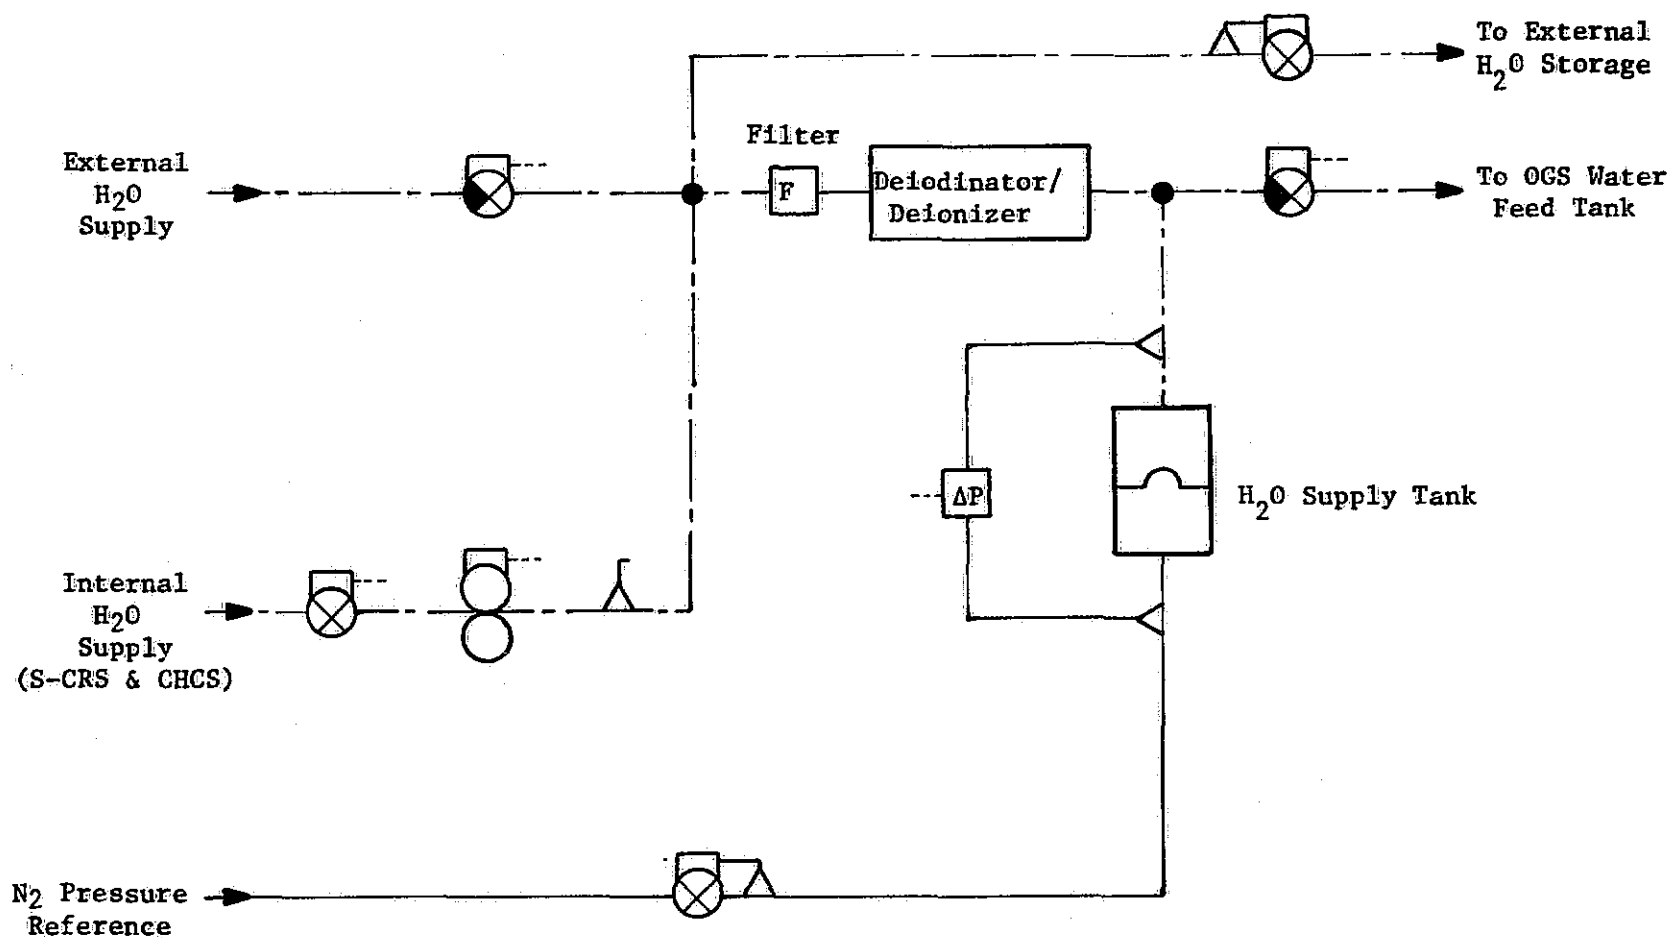 To External
H2O Storage
Filter
External
H2O
Supply
F
Deiodinator/
Deionizer
To OGS Water
Feed Tank
ΔP
H2O Supply Tank
Internal
H2O
Supply
(S-CRS & CHCS)
N2 Pressure
Reference